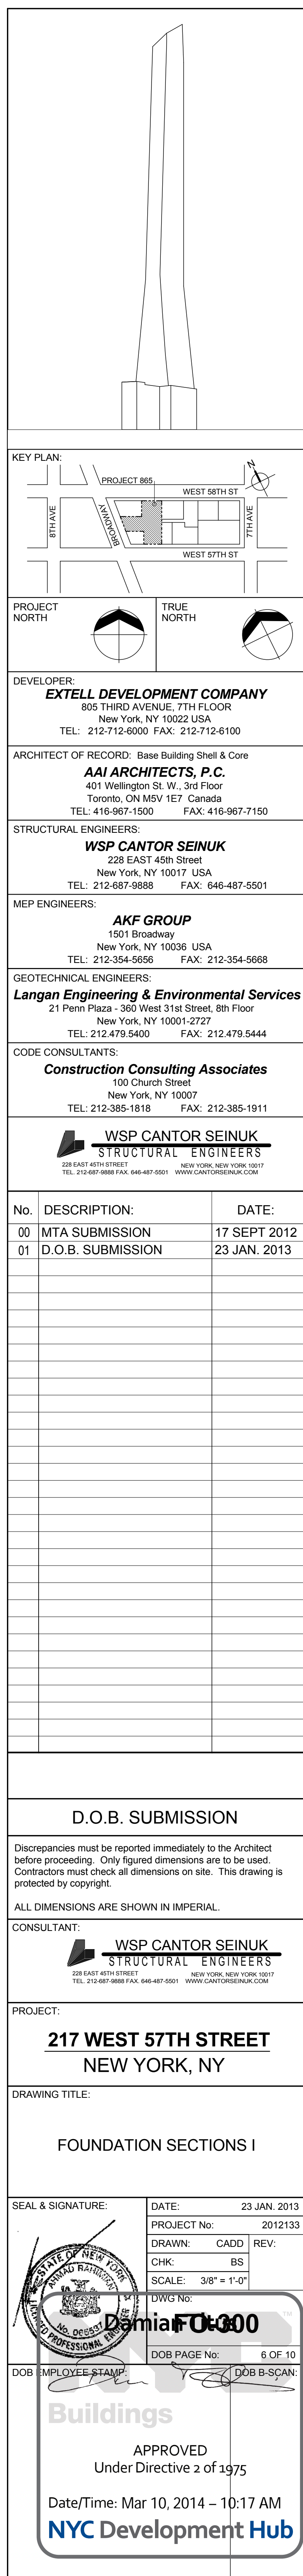 KEY PLAN:
N
PROJECT 865
WEST 58TH ST
8TH AVE
BROADWAY
7TH AVE
WEST 57TH ST
PROJECT
NORTH
TRUE
NORTH
DEVELOPER:
EXTELL DEVELOPMENT COMPANY
805 THIRD AVENUE, 7TH FLOOR
New York, NY 10022 USA
TEL: 212-712-6000 FAX: 212-712-6100
ARCHITECT OF RECORD: Base Building Shell & Core
AAI ARCHITECTS, P.C.
401 Wellington St. W., 3rd Floor
Toronto, ON M5V 1E7 Canada
TEL: 416-967-1500 FAX: 416-967-7150
STRUCTURAL ENGINEERS:
WSP CANTOR SEINUK
228 EAST 45th Street
New York, NY 10017 USA
TEL: 212-687-9888 FAX: 646-487-5501
MEP ENGINEERS:
AKF GROUP
1501 Broadway
New York, NY 10036 USA
TEL: 212-354-5656 FAX: 212-354-5668
GEOTECHNICAL ENGINEERS:
Langan Engineering & Environmental Services
21 Penn Plaza - 360 West 31st Street, 8th Floor
New York, NY 10001-2727
TEL: 212.479.5400 FAX: 212.479.5444
CODE CONSULTANTS:
Construction Consulting Associates
100 Church Street
New York, NY 10007
TEL: 212-385-1818 FAX: 212-385-1911
WSP CANTOR SEINUK
STRUCTURAL ENGINEERS
228 EAST 45TH STREET NEW YORK, NEW YORK 10017
TEL. 212-687-9888 FAX. 646-487-5501 WWW.CANTORSEINUK.COM
No. DESCRIPTION: DATE:
00 MTA SUBMISSION 17 SEPT 2012
01 D.O.B. SUBMISSION 23 JAN. 2013
D.O.B. SUBMISSION
Discrepancies must be reported immediately to the Architect
before proceeding. Only figured dimensions are to be used.
Contractors must check all dimensions on site. This drawing is
protected by copyright.
ALL DIMENSIONS ARE SHOWN IN IMPERIAL.
CONSULTANT:
WSP CANTOR SEINUK
STRUCTURAL ENGINEERS
228 EAST 45TH STREET NEW YORK, NEW YORK 10017
TEL. 212-687-9888 FAX. 646-487-5501 WWW.CANTORSEINUK.COM
PROJECT:
217 WEST 57TH STREET
NEW YORK, NY
DRAWING TITLE:
FOUNDATION SECTIONS I
SEAL & SIGNATURE:
STATE OF NEW YORK
AHMAD RAHIMIAN
LICENSED PROFESSIONAL ENGINEER
DATE: 23 JAN. 2013
PROJECT No: 2012133
DRAWN: CADD REV:
CHK: BS
SCALE: 3/8" = 1'-0"
DWG No:
FO-300
Damian
DOB PAGE No: 6 OF 10
DOB EMPLOYEE STAMP: DOB B-SCAN:
NYC
TM
Buildings
APPROVED
Under Directive 2 of 1975
Date/Time: Mar 10, 2014 – 10:17 AM
NYC Development Hub